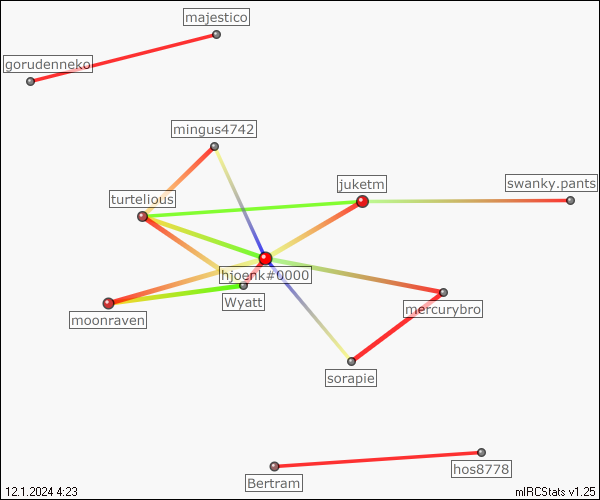 majestico
gorudenneko
mingus4742
juketm
swanky.pants
turtelious
hjoenk#0000
Wyatt
mercurybro
moonraven
sorapie
hos8778
Bertram
12.1.2024 4:23
mIRCStats v1.25